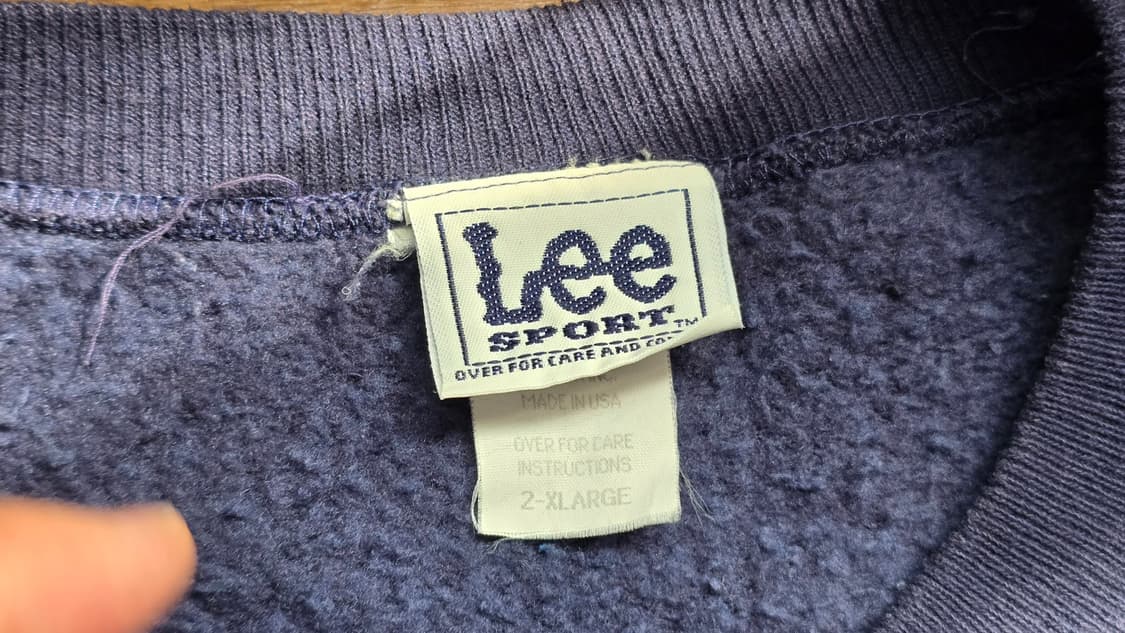 Lee
SPORT™
OVER FOR CARE AND
MADE IN USA
OVER FOR CARE
INSTRUCTIONS
2-XLARGE